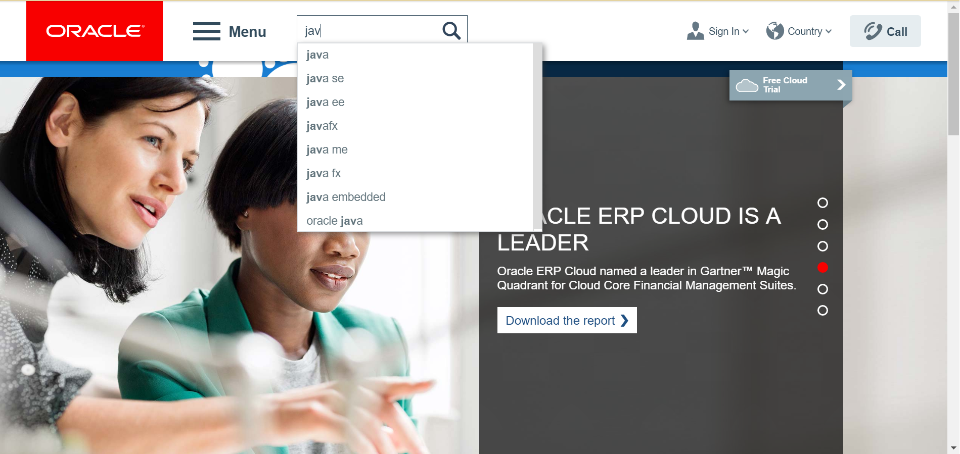 ORACLE®
Menu
jav
Sign In
Country
Call
java
java se
java ee
javafx
java me
java fx
java embedded
oracle java
Free Cloud
Trial
ACLE ERP CLOUD IS A
LEADER
Oracle ERP Cloud named a leader in Gartner™ Magic
Quadrant for Cloud Core Financial Management Suites.
Download the report